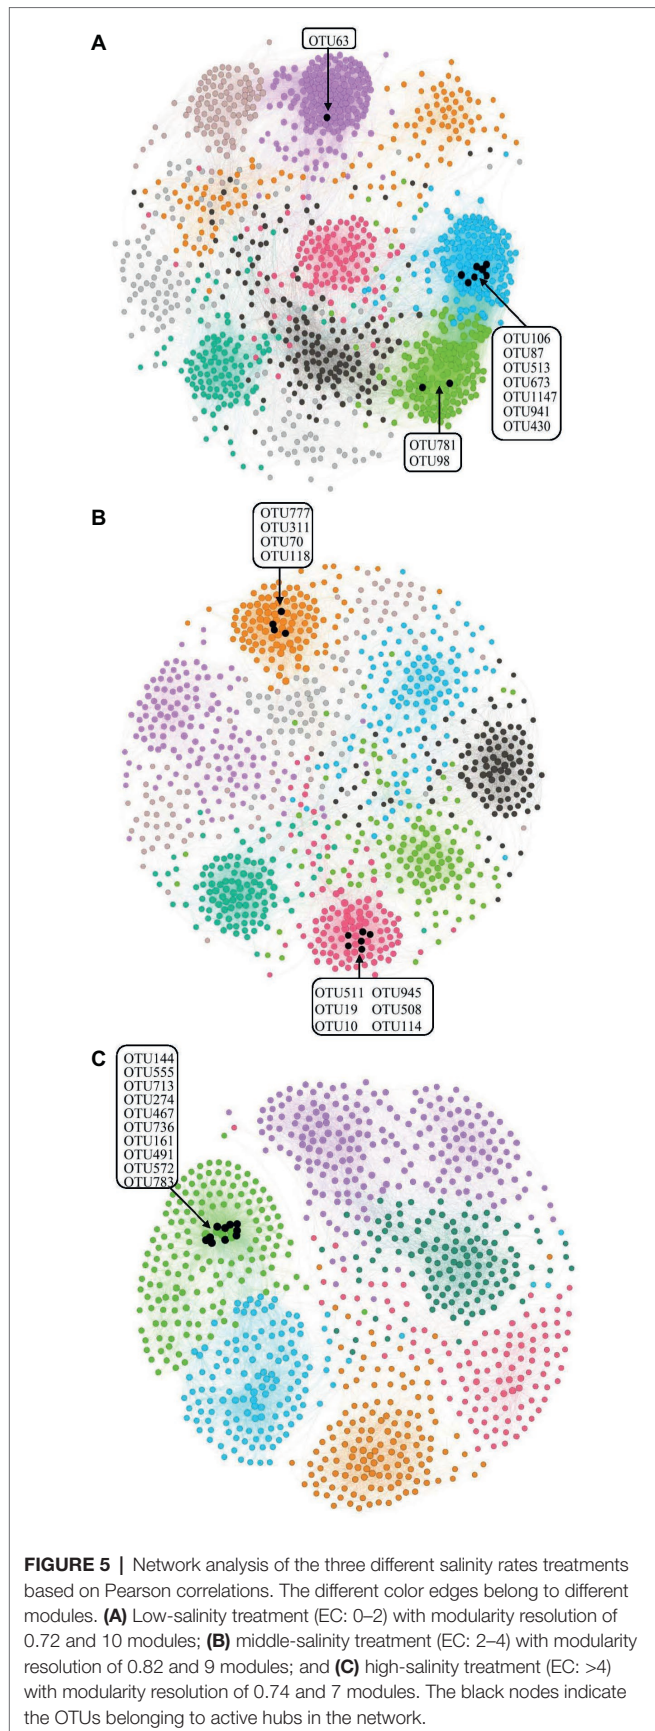 A
OTU63
OTU106
OTU87
OTU513
OTU673
OTU1147
OTU941
OTU430
OTU781
OTU98
B
OTU777
OTU311
OTU70
OTU118
OTU511 OTU945
OTU19 OTU508
OTU10 OTU114
C
OTU144
OTU555
OTU713
OTU274
OTU467
OTU736
OTU161
OTU491
OTU572
OTU783
FIGURE 5 | Network analysis of the three different salinity rates treatments
based on Pearson correlations. The different color edges belong to different
modules. (A) Low-salinity treatment (EC: 0–2) with modularity resolution of
0.72 and 10 modules; (B) middle-salinity treatment (EC: 2–4) with modularity
resolution of 0.82 and 9 modules; and (C) high-salinity treatment (EC: >4)
with modularity resolution of 0.74 and 7 modules. The black nodes indicate
the OTUs belonging to active hubs in the network.